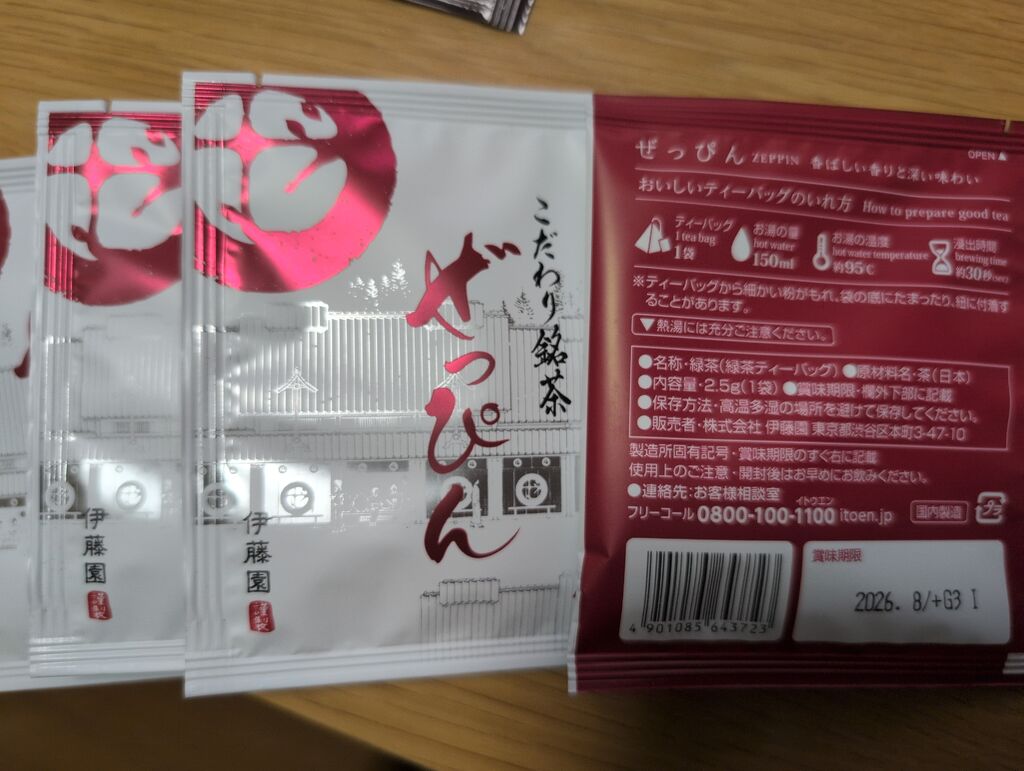 こだわり銘茶
ぜっぴん
伊藤園
謹製
伊藤園
謹製
ぜっぴん ZEPPIN 香ばしい香りと深い味わい
OPEN▲
おいしいティーバッグのいれ方 How to prepare good tea
ティーバッグ
1 tea bag
1袋
お湯の量
hot water
150ml
お湯の温度
hot water temperature
約95℃
浸出時間
brewing time
約30秒(sec)
※ティーバッグから細かい粉がもれ、袋の底にたまったり、紐に付着す
ることがあります。
▼熱湯には充分ご注意ください。
●名称・緑茶(緑茶ティーバッグ) ●原材料名・茶(日本)
●内容量・2.5g(1袋) ●賞味期限・欄外下部に記載
●保存方法・高温多湿の場所を避けて保存してください。
●販売者・株式会社 伊藤園 東京都渋谷区本町3-47-10
製造所固有記号・賞味期限のすぐ右に記載
使用上のご注意・開封後はお早めにお飲みください。
●連絡先:お客様相談室
イトウエン
フリーコール 0800-100-1100 itoen.jp
国内製造
プラ
4 901085 643723
賞味期限
2026. 8/+G3 I